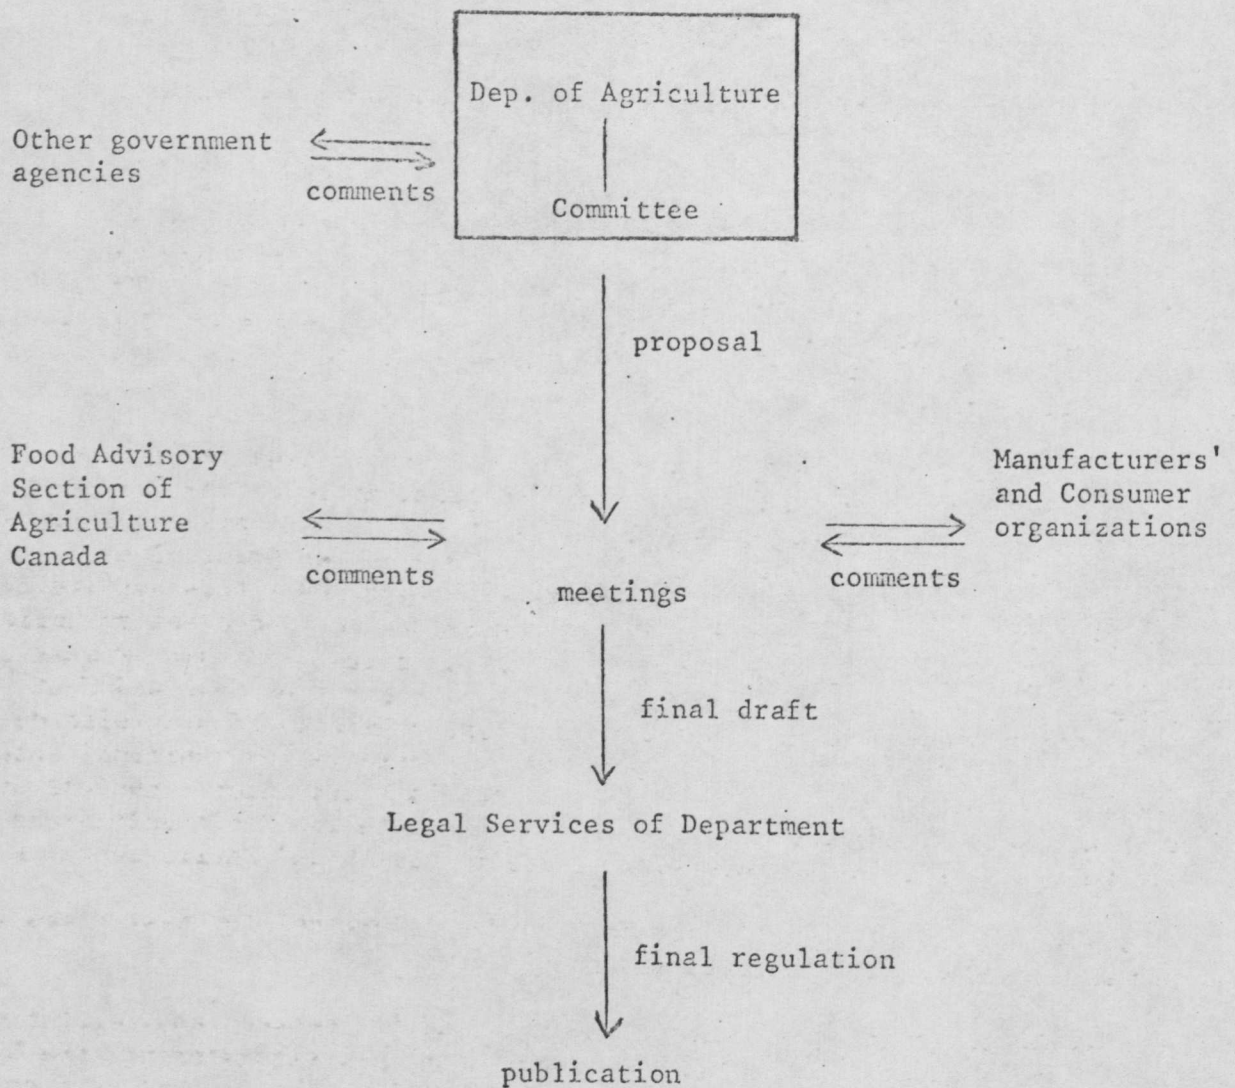 Dep. of Agriculture
Other government
agencies
comments
Committee
proposal
Food Advisory
Section of
Agriculture
Canada
comments
meetings
Manufacturers'
and Consumer
organizations
comments
final draft
Legal Services of Department
final regulation
publication